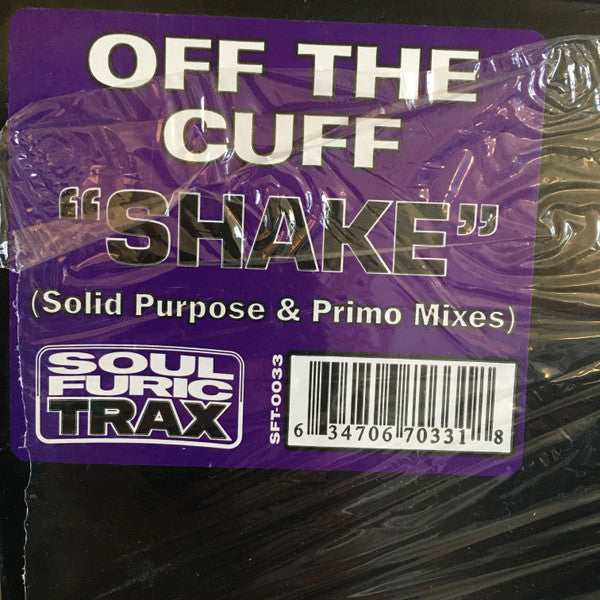 OFF THE
CUFF
"SHAKE"
(Solid Purpose & Primo Mixes)
SOUL
FURIC
TRAX
SFT-0033
6 34706 70331 8